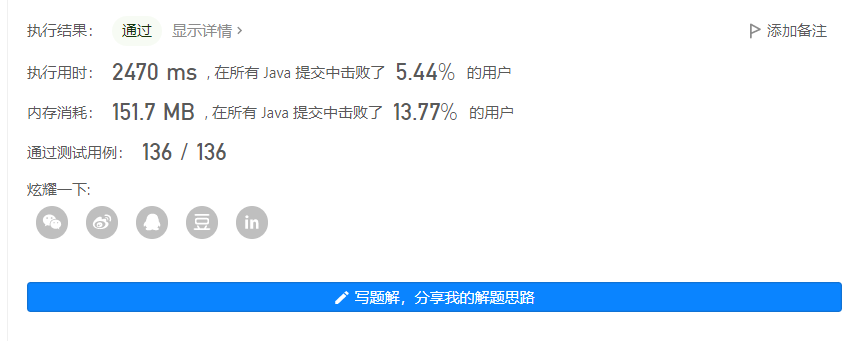 执行结果： 通过 显示详情 › 添加备注
执行用时： 2470 ms , 在所有 Java 提交中击败了 5.44% 的用户
内存消耗： 151.7 MB , 在所有 Java 提交中击败了 13.77% 的用户
通过测试用例： 136 / 136
炫耀一下:
豆 in
写题解，分享我的解题思路